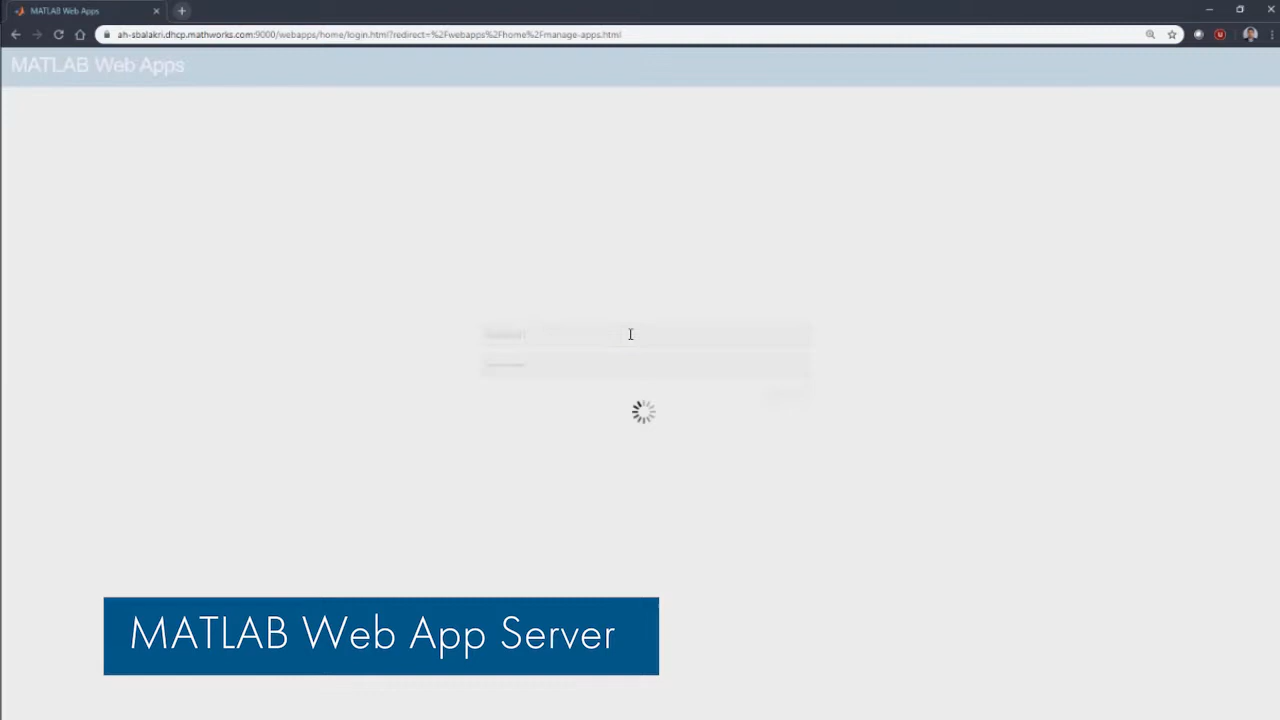 MATLAB Web Apps
ah-sbalakri.dhcp.mathworks.com:9000/webapps/home/login.html?redirect=%2Fwebapps%2Fhome%2Fmanage-apps.html
MATLAB Web Apps
MATLAB Web App Server